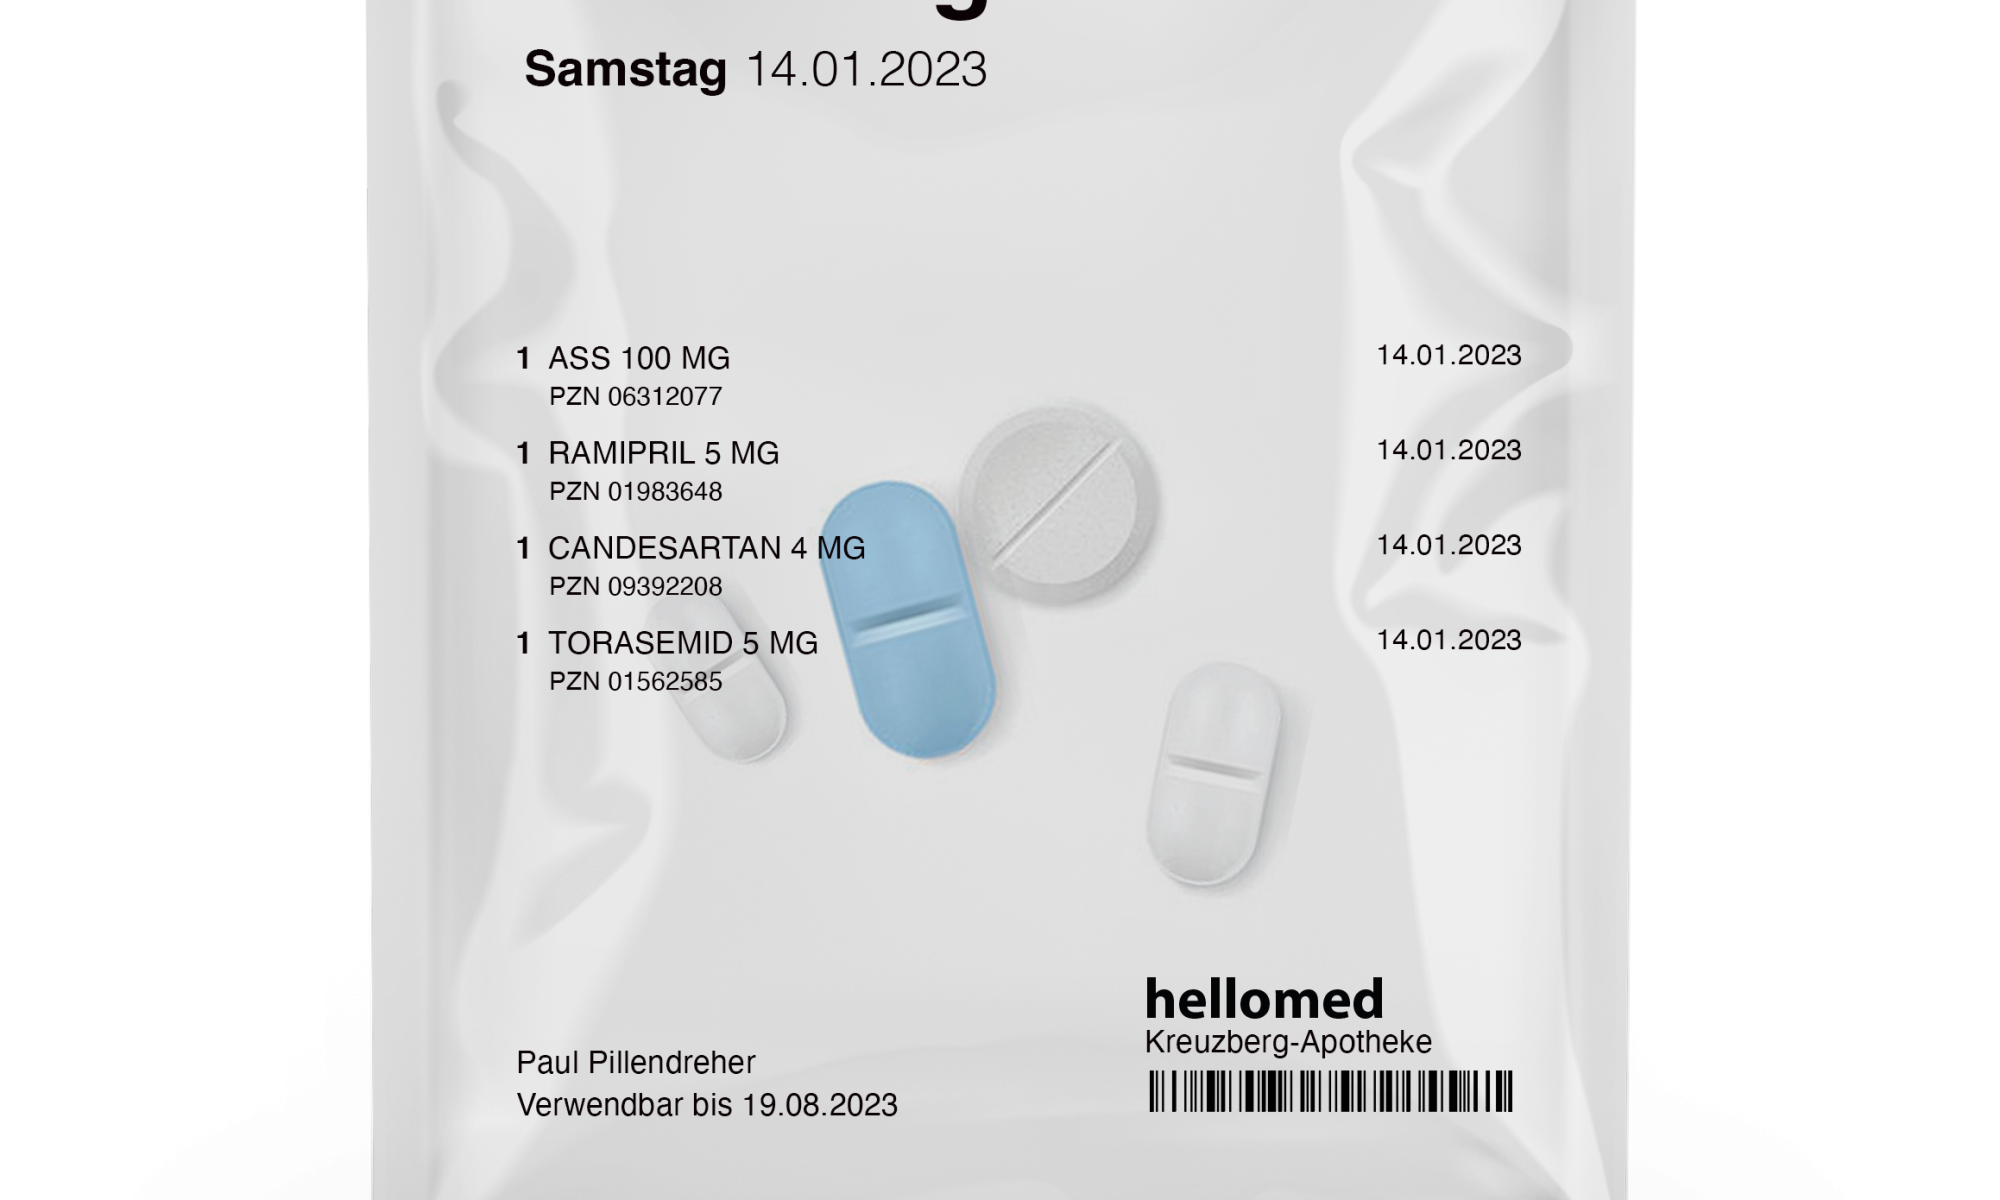 Samstag 14.01.2023
1 ASS 100 MG 14.01.2023
PZN 06312077
1 RAMIPRIL 5 MG 14.01.2023
PZN 01983648
1 CANDESARTAN 4 MG 14.01.2023
PZN 09392208
1 TORASEMID 5 MG 14.01.2023
PZN 01562585
hellomed
Kreuzberg-Apotheke
Paul Pillendreher
Verwendbar bis 19.08.2023